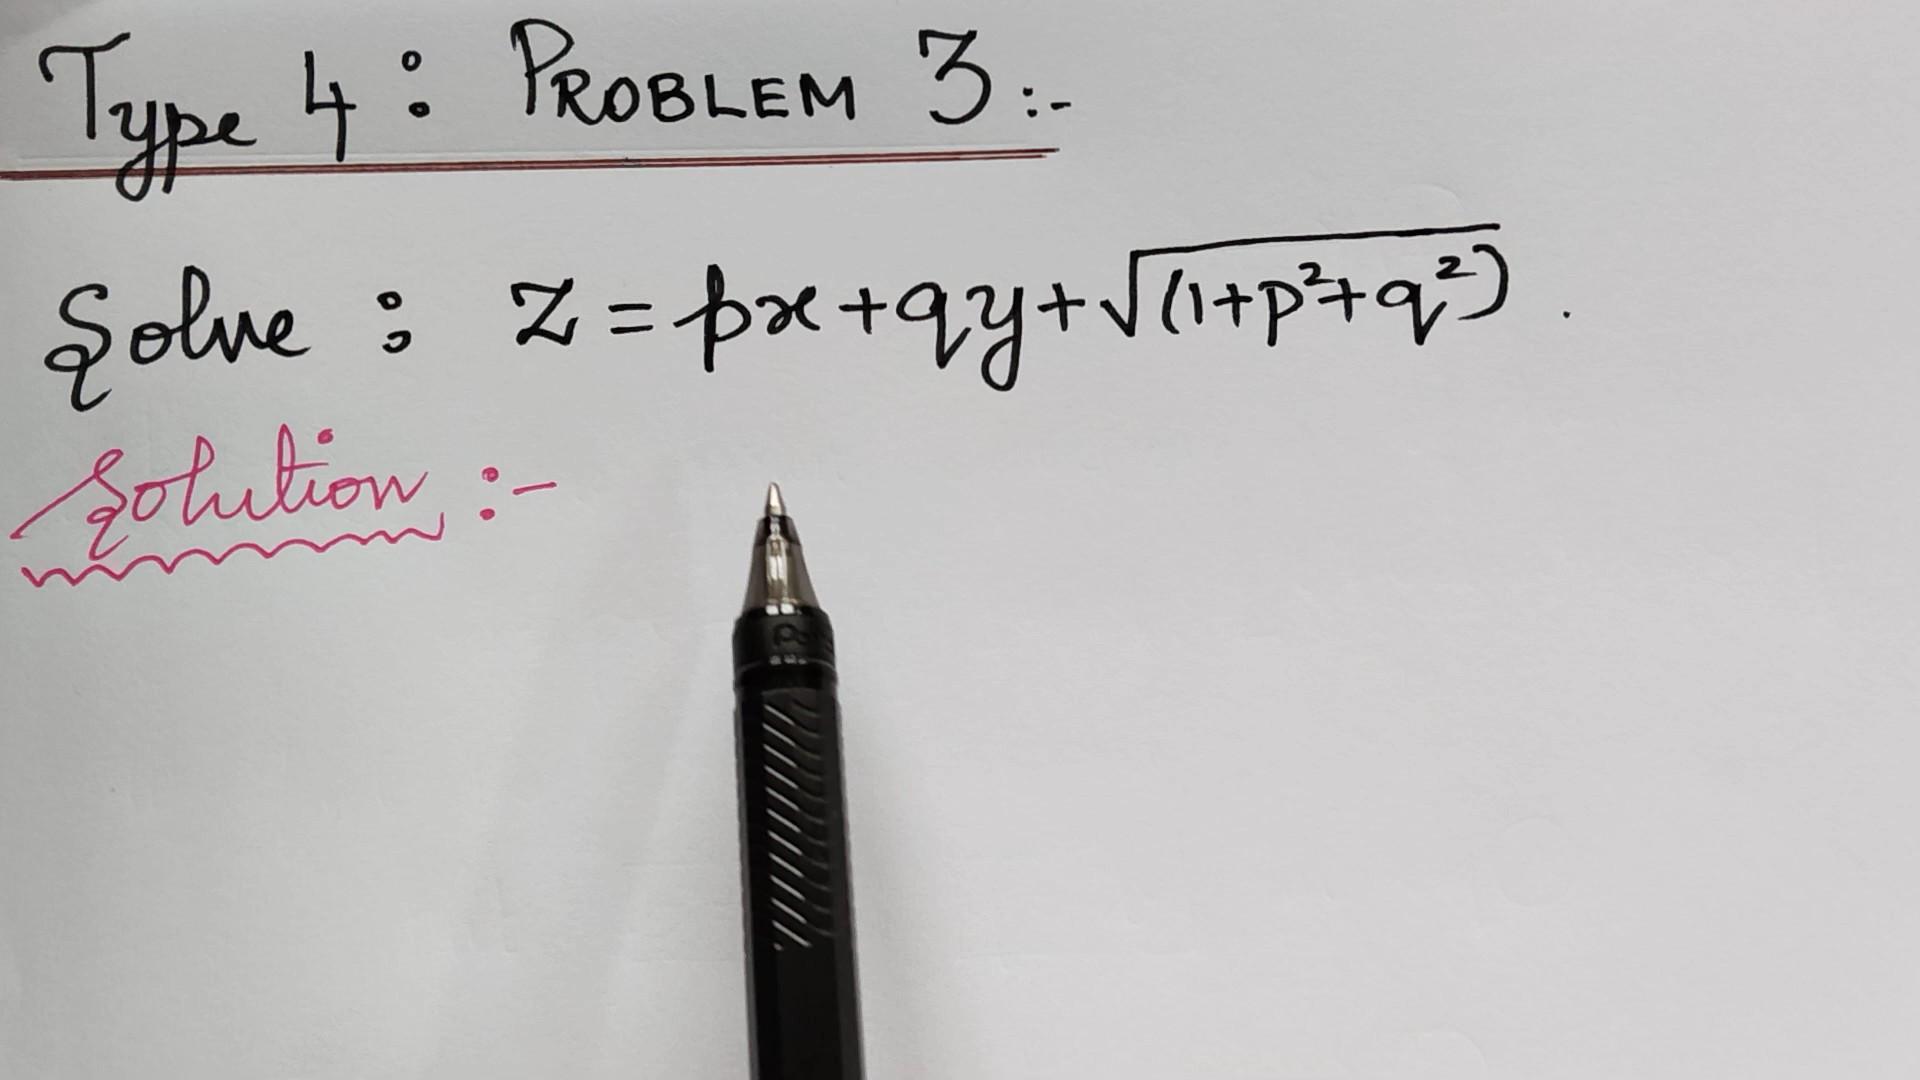 Type 4 : PROBLEM 3 :-
Solve : z = px + qy + √(1+p²+q²) .
Solution :-